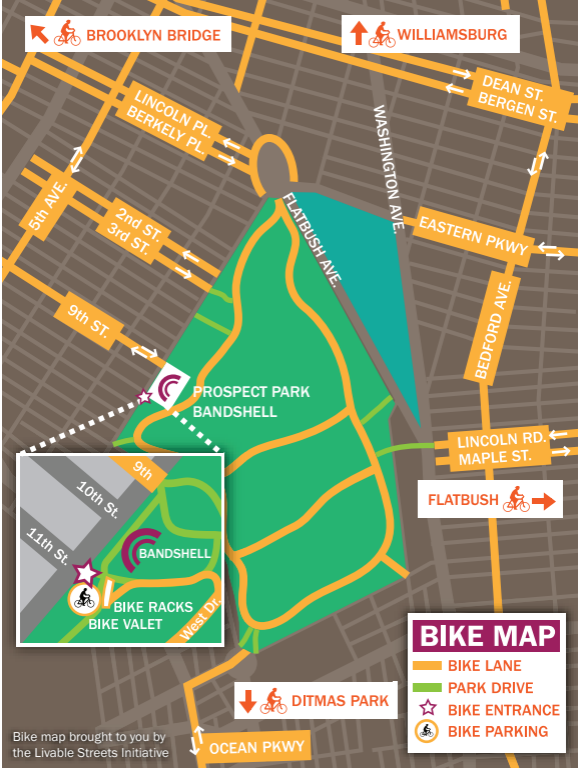 BROOKLYN BRIDGE
WILLIAMSBURG
DEAN ST.
BERGEN ST.
LINCOLN PL.
BERKELY PL.
WASHINGTON AVE.
5th AVE.
2nd ST.
3rd ST.
FLATBUSH AVE.
EASTERN PKWY
BEDFORD AVE.
9th ST.
PROSPECT PARK
BANDSHELL
LINCOLN RD.
MAPLE ST.
FLATBUSH
9th
10th St.
11th St.
BANDSHELL
BIKE RACKS
BIKE VALET
West Dr.
BIKE MAP
BIKE LANE
PARK DRIVE
BIKE ENTRANCE
BIKE PARKING
DITMAS PARK
OCEAN PKWY
Bike map brought to you by
the Livable Streets Initiative